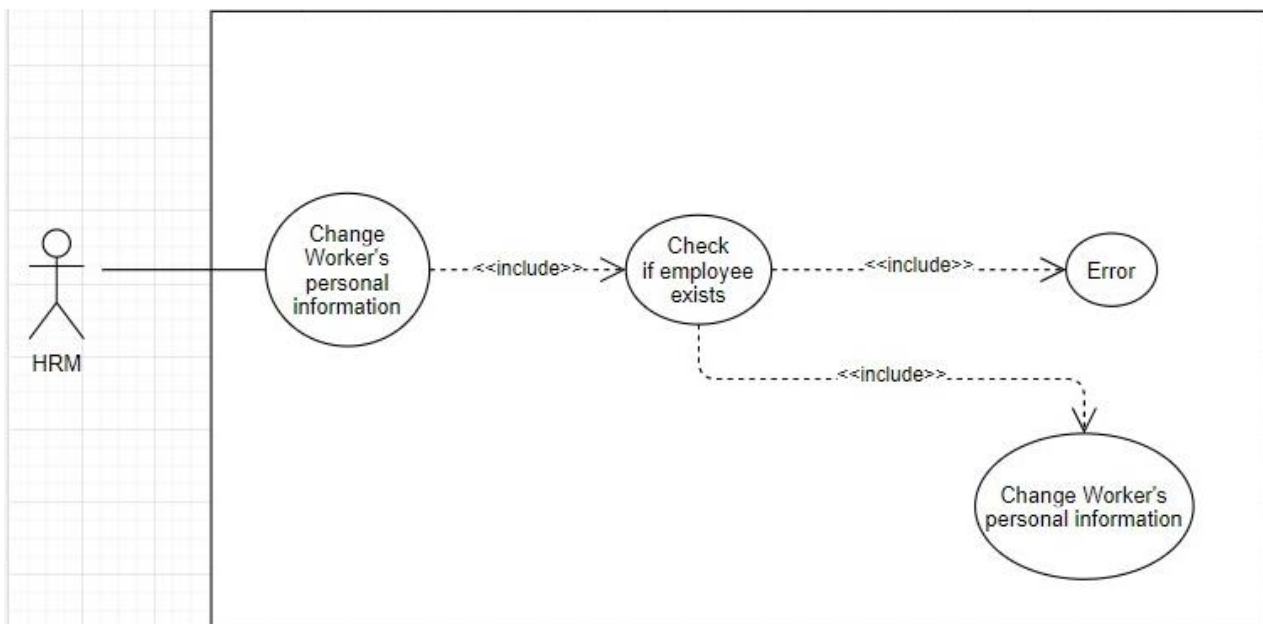 Change
Worker's
personal
information
<<include>>
Check
if employee
exists
<<include>>
Error
HRM
<<include>>
Change Worker's
personal information